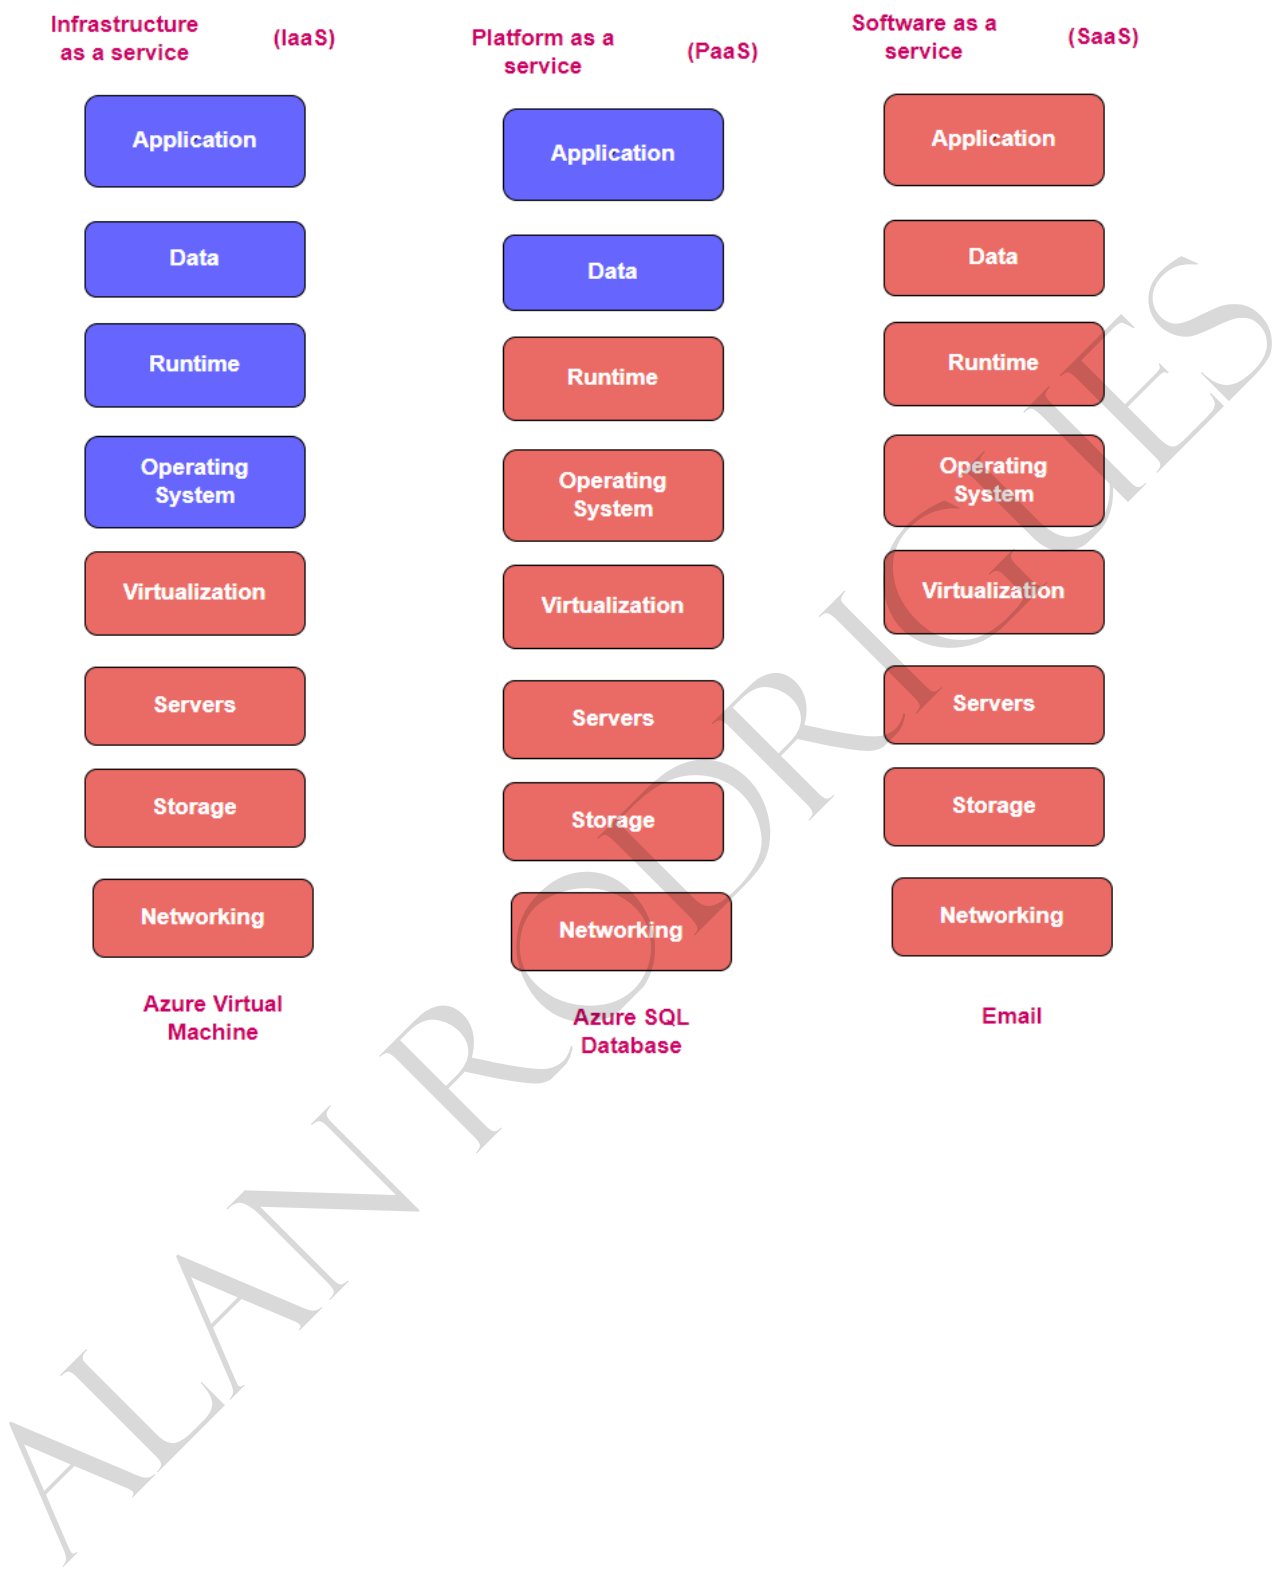 Infrastructure
as a service
(IaaS)
Application
Data
Runtime
Operating
System
Virtualization
Servers
Storage
Networking
Azure Virtual
Machine
Platform as a
service
(PaaS)
Application
Data
Runtime
Operating
System
Virtualization
Servers
Storage
Networking
Azure SQL
Database
Software as a
service
(SaaS)
Application
Data
Runtime
Operating
System
Virtualization
Servers
Storage
Networking
Email
ALAN RODRIGUES